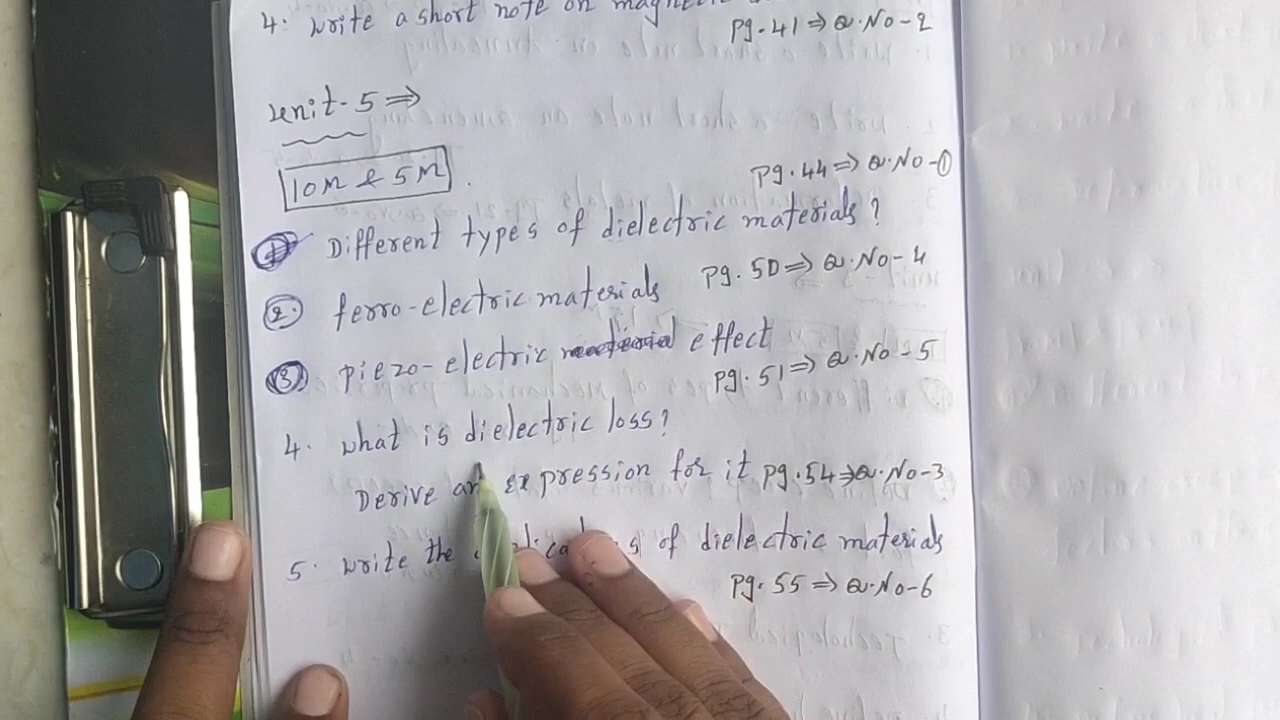 4. Write a short note on magnetic
Pg. 41 ⇒ Q.No-2
Unit-5 ⇒
10M & 5M
Pg. 44 ⇒ Q.No-①
① Different types of dielectric materials?
② ferro-electric materials Pg. 50 ⇒ Q.No-4
③ piezo-electric effect
Pg. 51 ⇒ Q.No-5
4. what is dielectric loss?
Derive an expression for it Pg. 54 ⇒ Q.No-3
5. write the of dielectric materials
Pg. 55 ⇒ Q.No-6